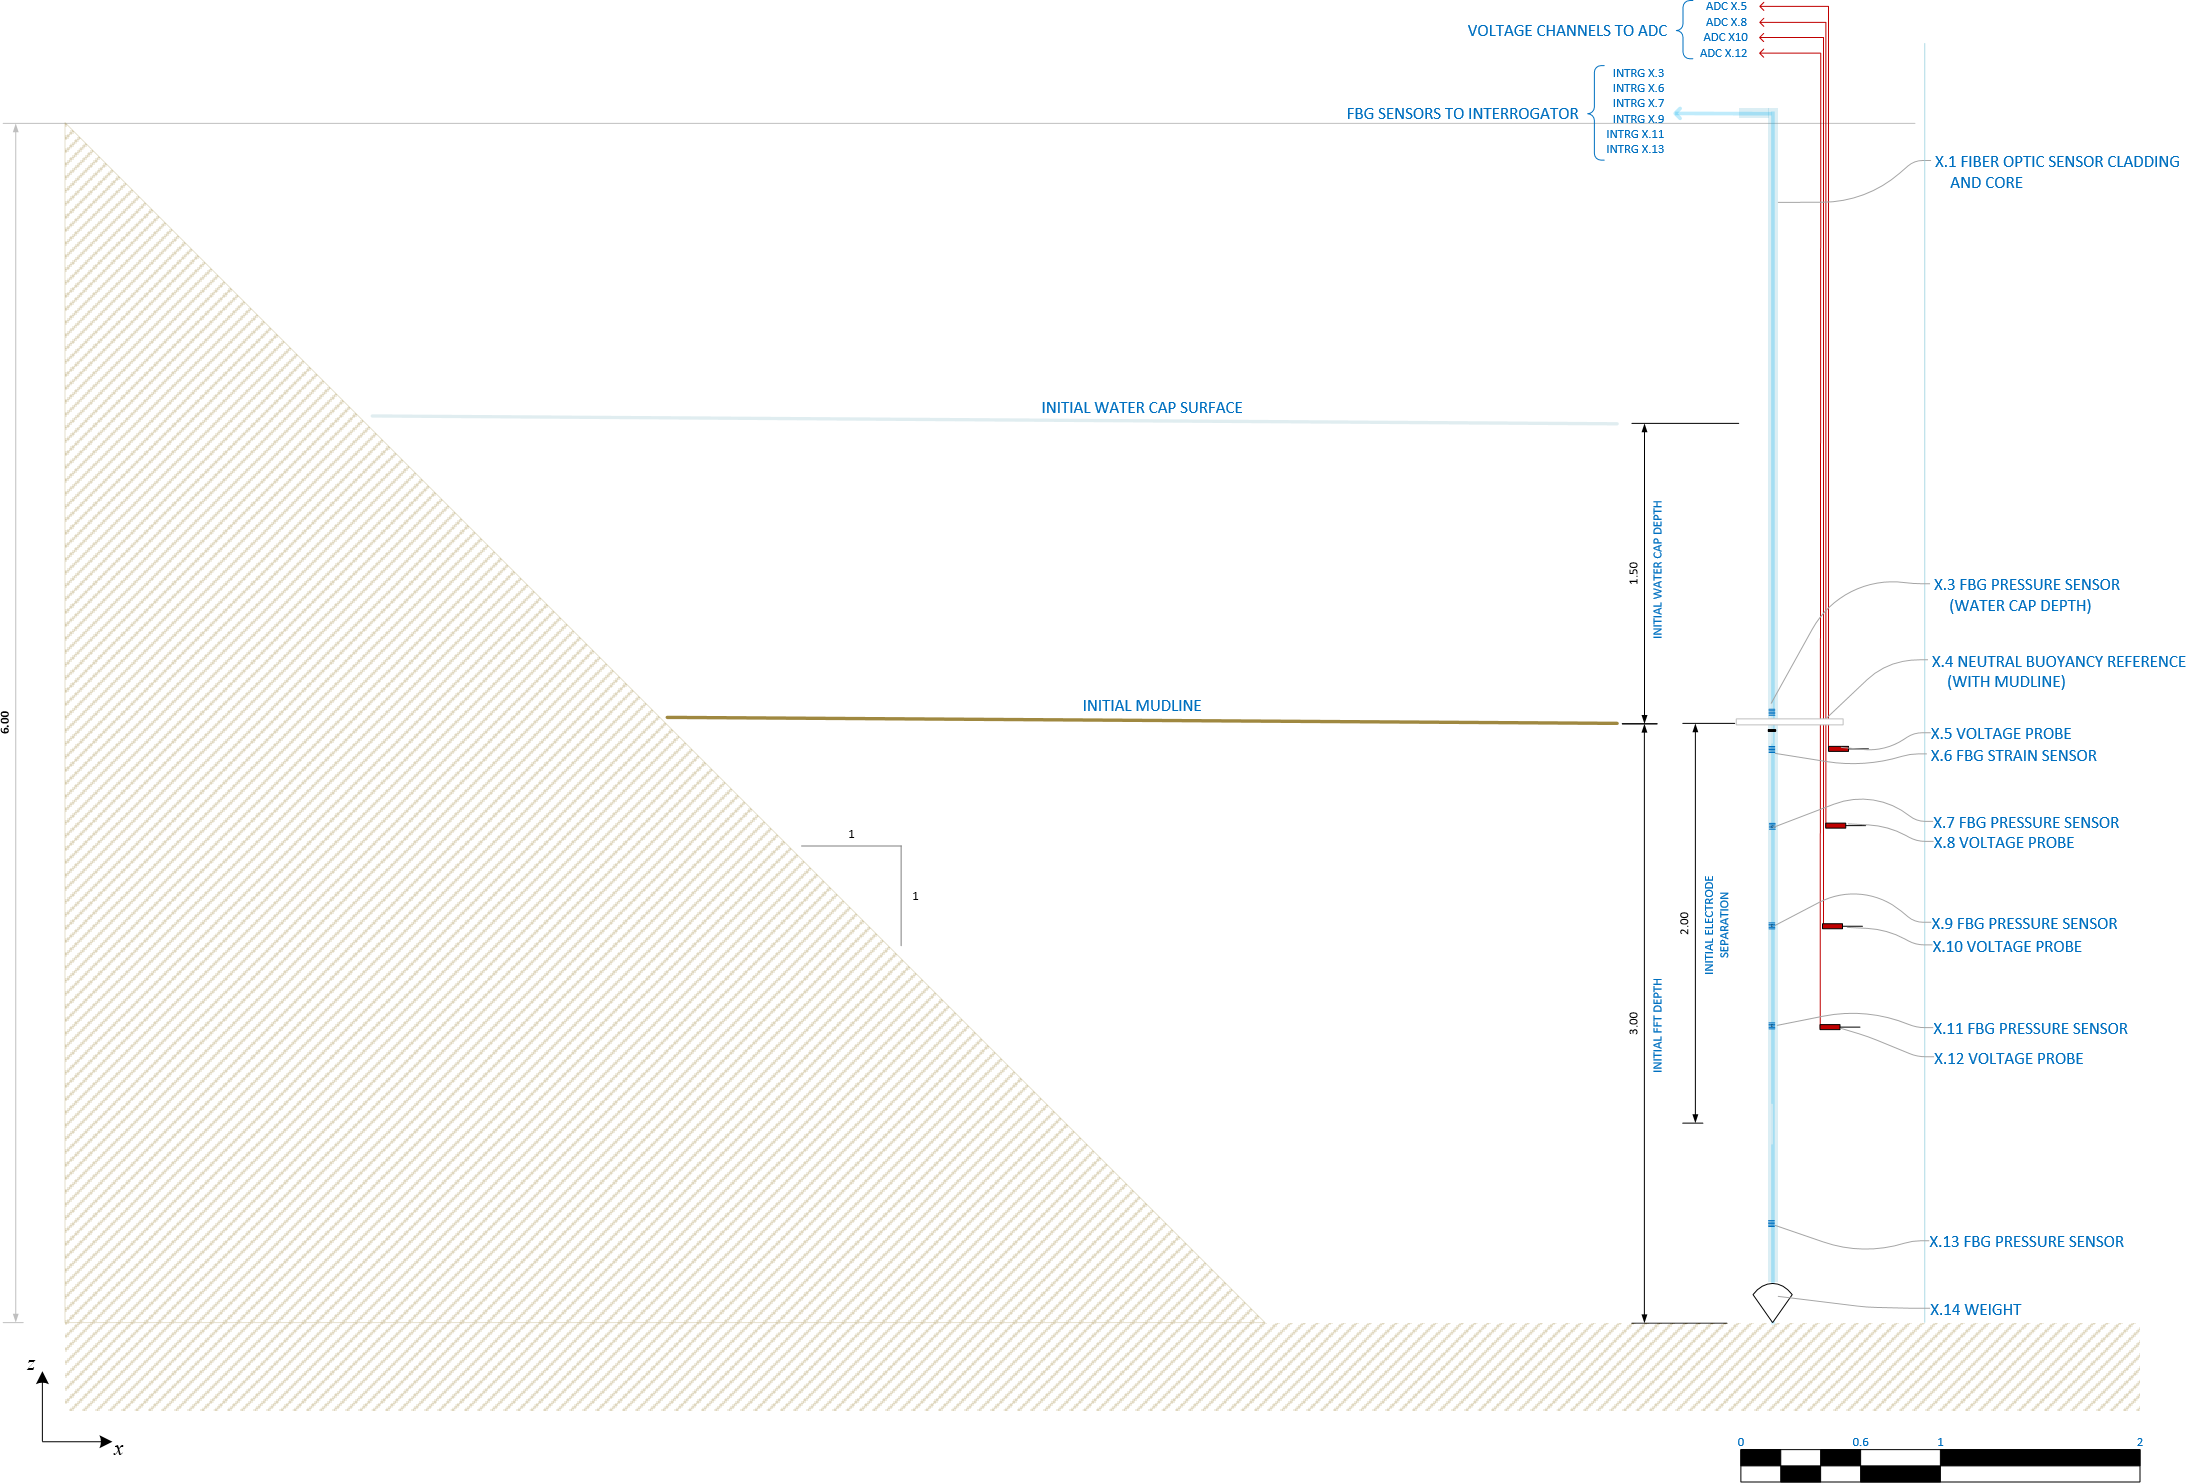 ADC X.5
ADC X.8
VOLTAGE CHANNELS TO ADC
ADC X10
ADC X.12
INTRG X.3
INTRG X.6
INTRG X.7
FBG SENSORS TO INTERROGATOR
INTRG X.9
INTRG X.11
INTRG X.13
X.1 FIBER OPTIC SENSOR CLADDING
AND CORE
INITIAL WATER CAP SURFACE
1.50
INITIAL WATER CAP DEPTH
X.3 FBG PRESSURE SENSOR
(WATER CAP DEPTH)
X.4 NEUTRAL BUOYANCY REFERENCE
(WITH MUDLINE)
6.00
INITIAL MUDLINE
X.5 VOLTAGE PROBE
X.6 FBG STRAIN SENSOR
X.7 FBG PRESSURE SENSOR
X.8 VOLTAGE PROBE
1
1
2.00
INITIAL ELECTRODE
SEPARATION
X.9 FBG PRESSURE SENSOR
X.10 VOLTAGE PROBE
3.00
INITIAL FFT DEPTH
X.11 FBG PRESSURE SENSOR
X.12 VOLTAGE PROBE
X.13 FBG PRESSURE SENSOR
X.14 WEIGHT
z
x
0
0.6
1
2